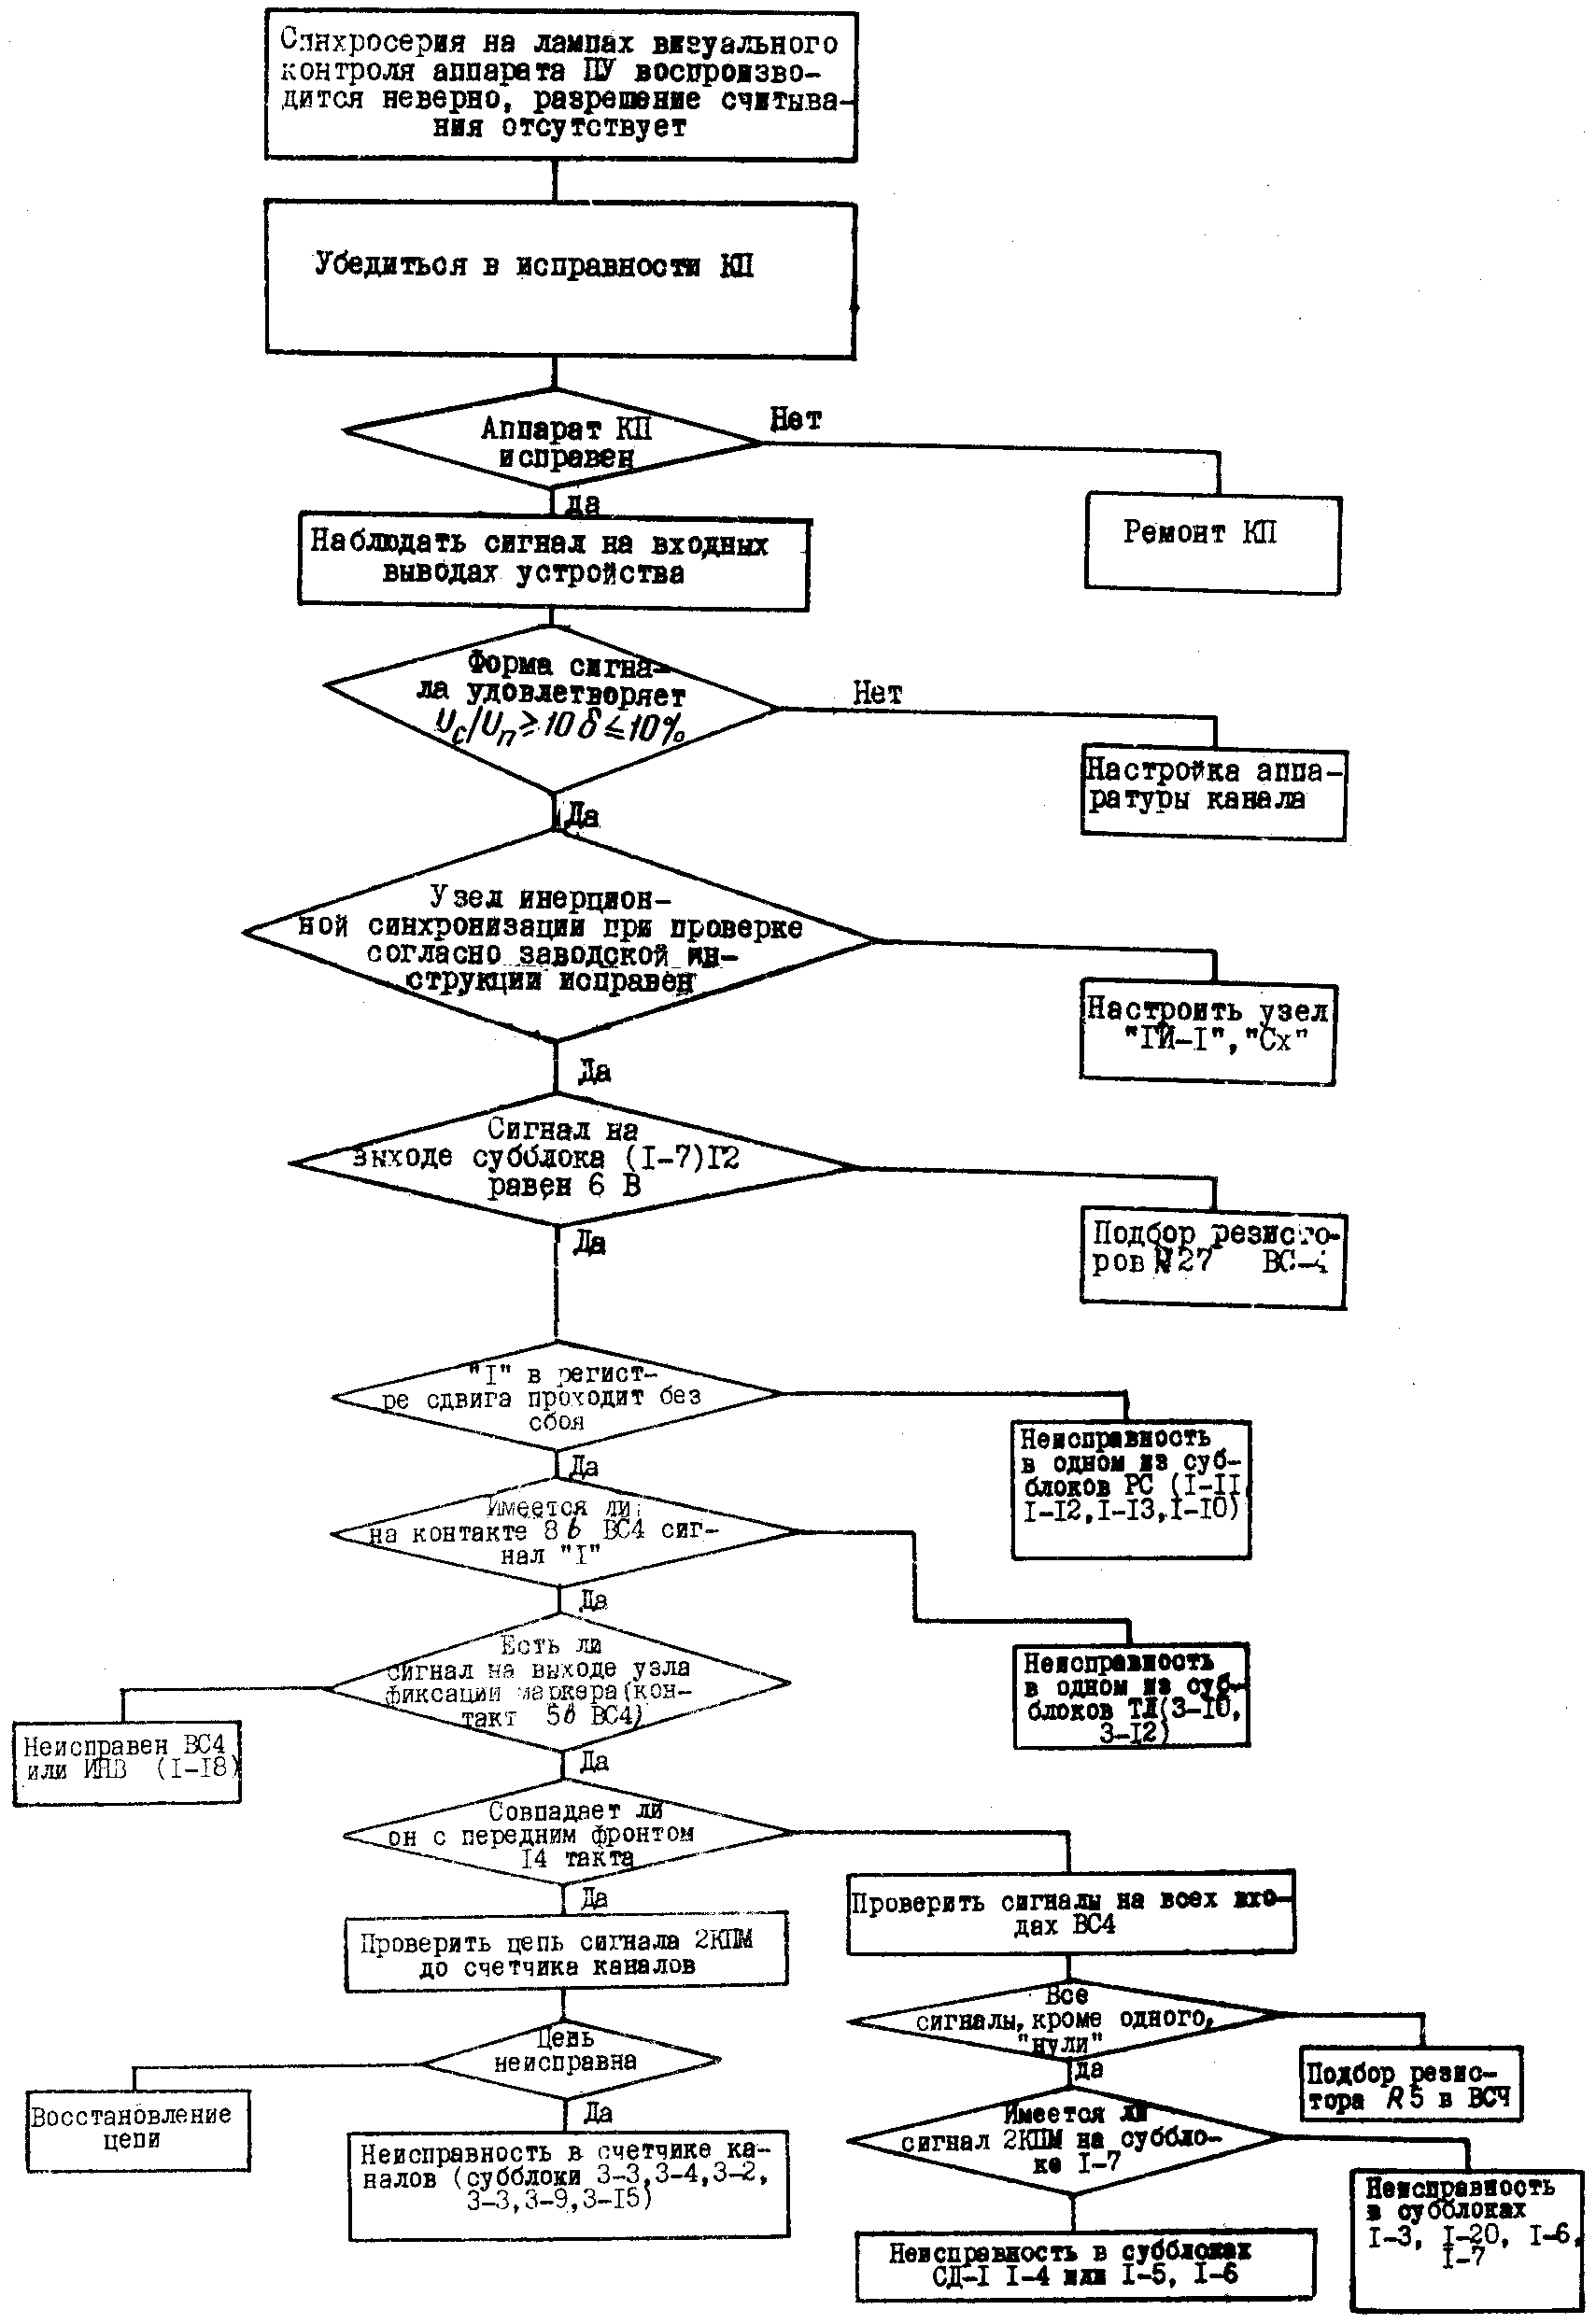 Синхросерия на лампах визуального
контроля аппарата ПУ воспроизво-
дится неверно, разрешение считыва-
ния отсутствует
Убедиться в исправности КП
Аппарат КП
исправен
Нет
да
Ремонт КП
Наблюдать сигнал на входных
выводах устройства
Форма сигна-
ла удовлетворяет
Uс/Uп≥10 δ≤10%
Нет
Да
Настройка аппа-
ратуры канала
Узел инерцион-
ной синхронизации при проверке
согласно заводской ин-
струкции исправен
Да
Настроить узел
"ГИ-I", "Сх"
Сигнал на
выходе субблока (I-7)I2
равен 6 В
Да
Подбор резисто-
ров R27 ВС-4
"I" в регист-
ре сдвига проходит без
сбоя
Да
Неисправность
в одном из суб-
блоков РС (I-II,
I-I2,I-I3,I-I0)
Имеется ли
на контакте 8б ВС4 сиг-
нал "I"
Да
Неисправность
в одном из суб-
блоков ТД(3-I0,
3-I2)
Есть ли
сигнал на выходе узла
фиксации маркера(кон-
такт 5б ВС4)
Да
Неисправен ВС4
или ИПВ (I-I8)
Совпадает ли
он с передним фронтом
I4 такта
Да
Проверить сигналы на всех вхо-
дах ВС4
Проверить цепь сигнала 2КПМ
до счетчика каналов
Все
сигналы, кроме одного,
"нули"
да
Подбор резис-
тора R5 в ВСЧ
Цепь
неисправна
Да
Восстановление
цепи
Неисправность в счетчике ка-
налов (субблоки 3-3,3-4,3-2,
3-3,3-9,3-I5)
Имеется ли
сигнал 2КПМ на суббло-
ке I-7
Неисправность
в субблоках
I-3, I-20, I-6,
I-7
Неисправность в субблоках
СД-I I-4 или I-5, I-6